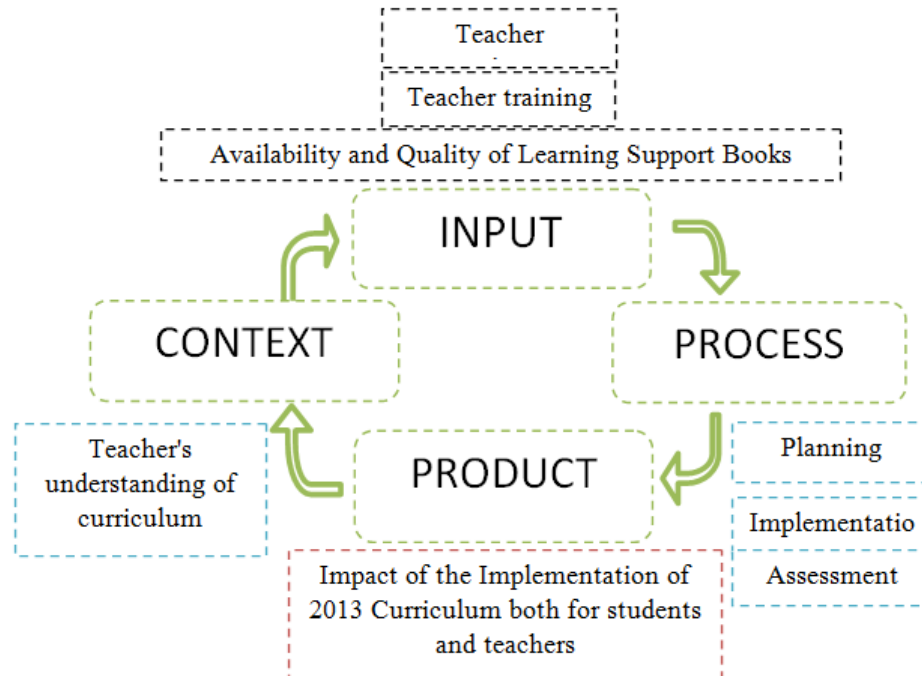 Teacher
Teacher training
Availability and Quality of Learning Support Books
INPUT
CONTEXT
PROCESS
PRODUCT
Teacher's
understanding of
curriculum
Planning
Implementatio
Assessment
Impact of the Implementation of
2013 Curriculum both for students
and teachers